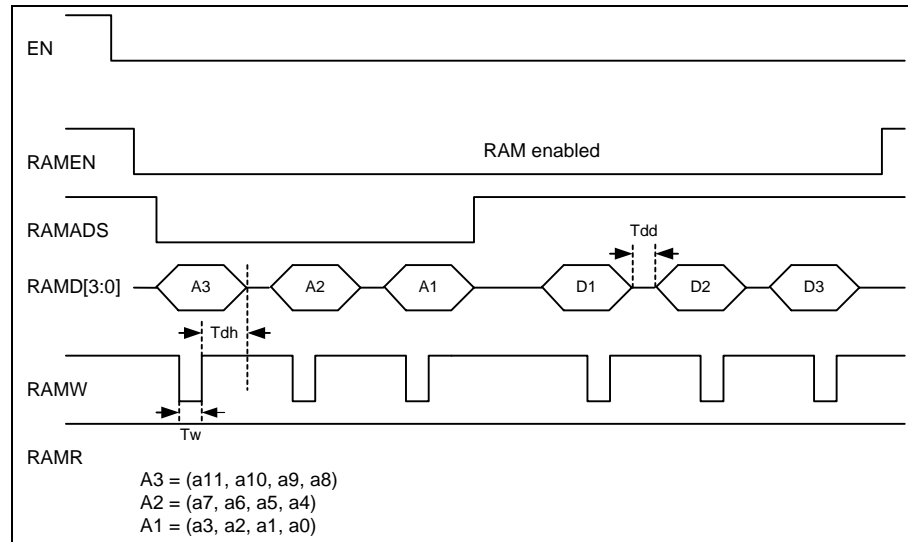 EN
RAM enabled
RAMEN
RAMADS
Tdd
RAMD[3:0] A3 A2 A1 D1 D2 D3
Tdh
RAMW
Tw
RAMR
A3 = (a11, a10, a9, a8)
A2 = (a7, a6, a5, a4)
A1 = (a3, a2, a1, a0)